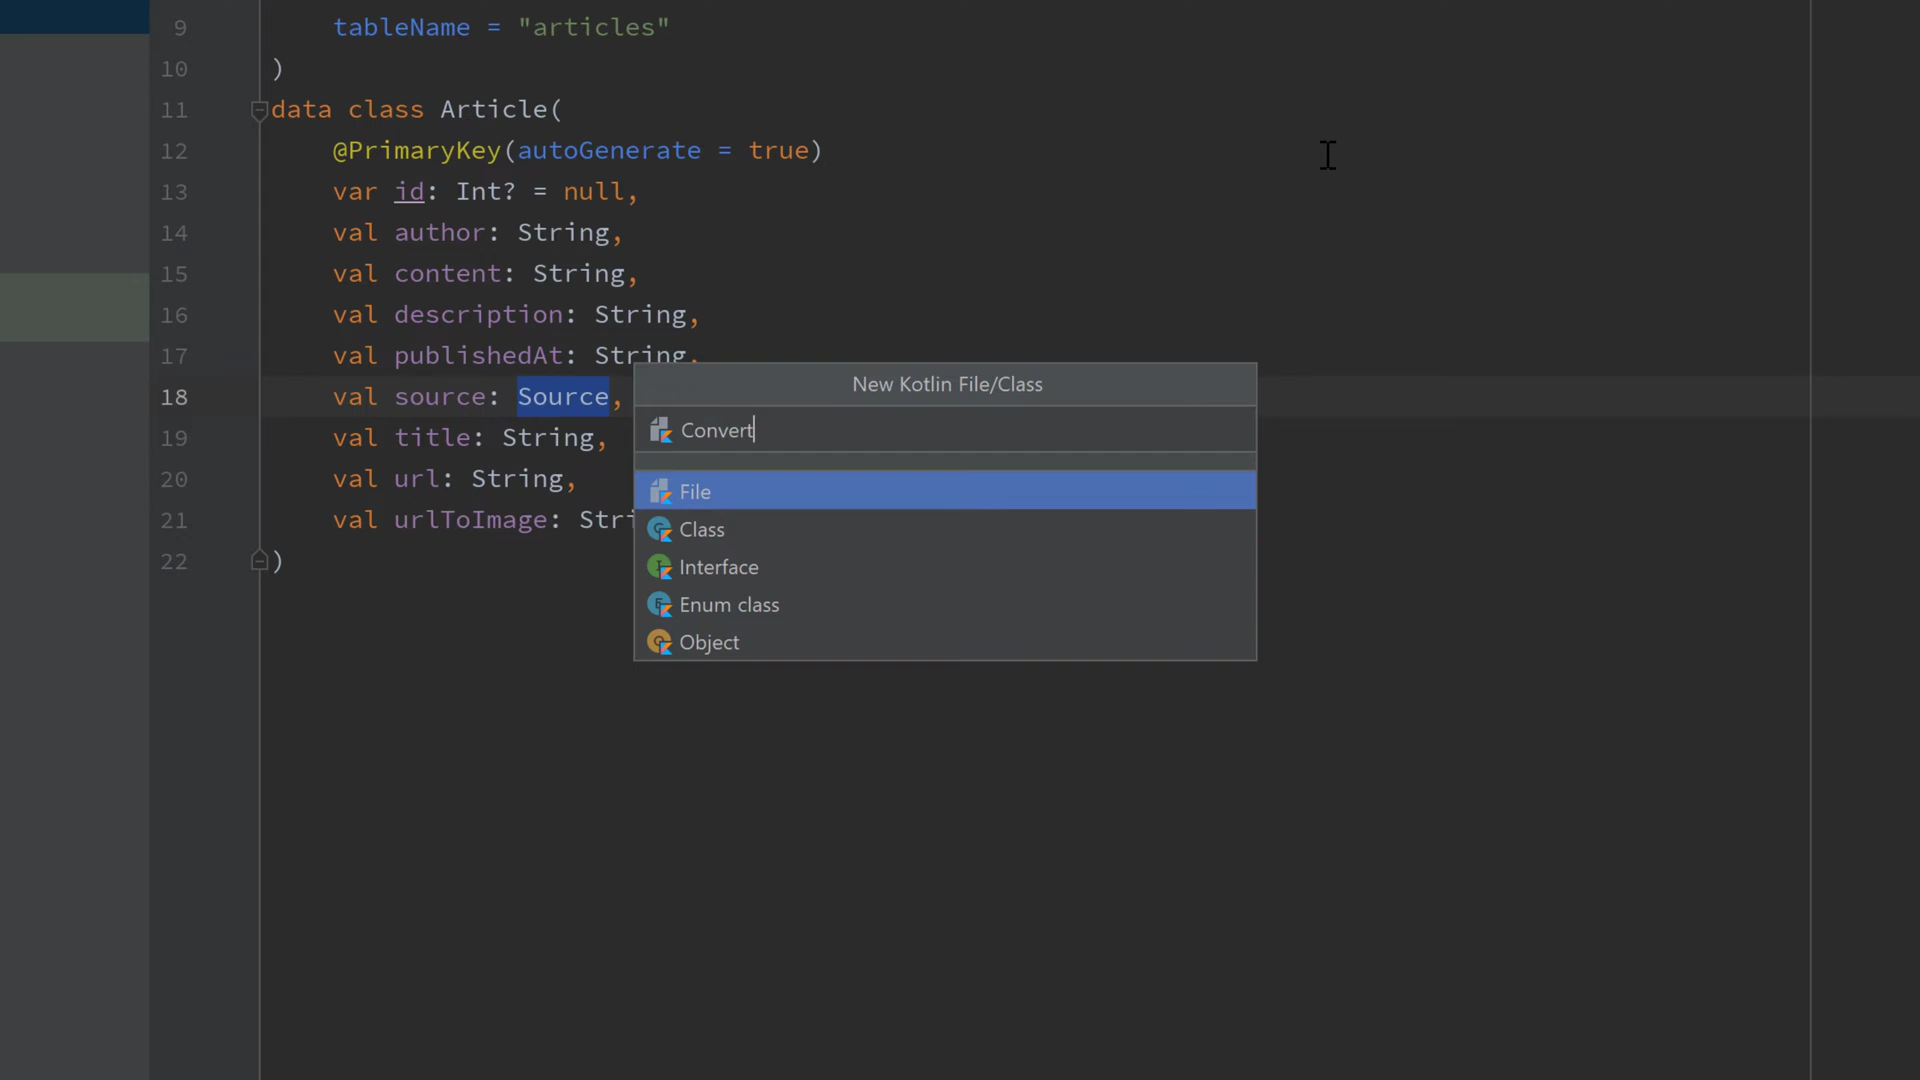 9 tableName = "articles"
10 )
11 data class Article(
12 @PrimaryKey(autoGenerate = true)
13 var id: Int? = null,
14 val author: String,
15 val content: String,
16 val description: String,
17 val publishedAt: String,
New Kotlin File/Class
18 val source: Source,
Convert
19 val title: String,
20 val url: String,
File
21 val urlToImage: Stri
Class
22 )
Interface
Enum class
Object